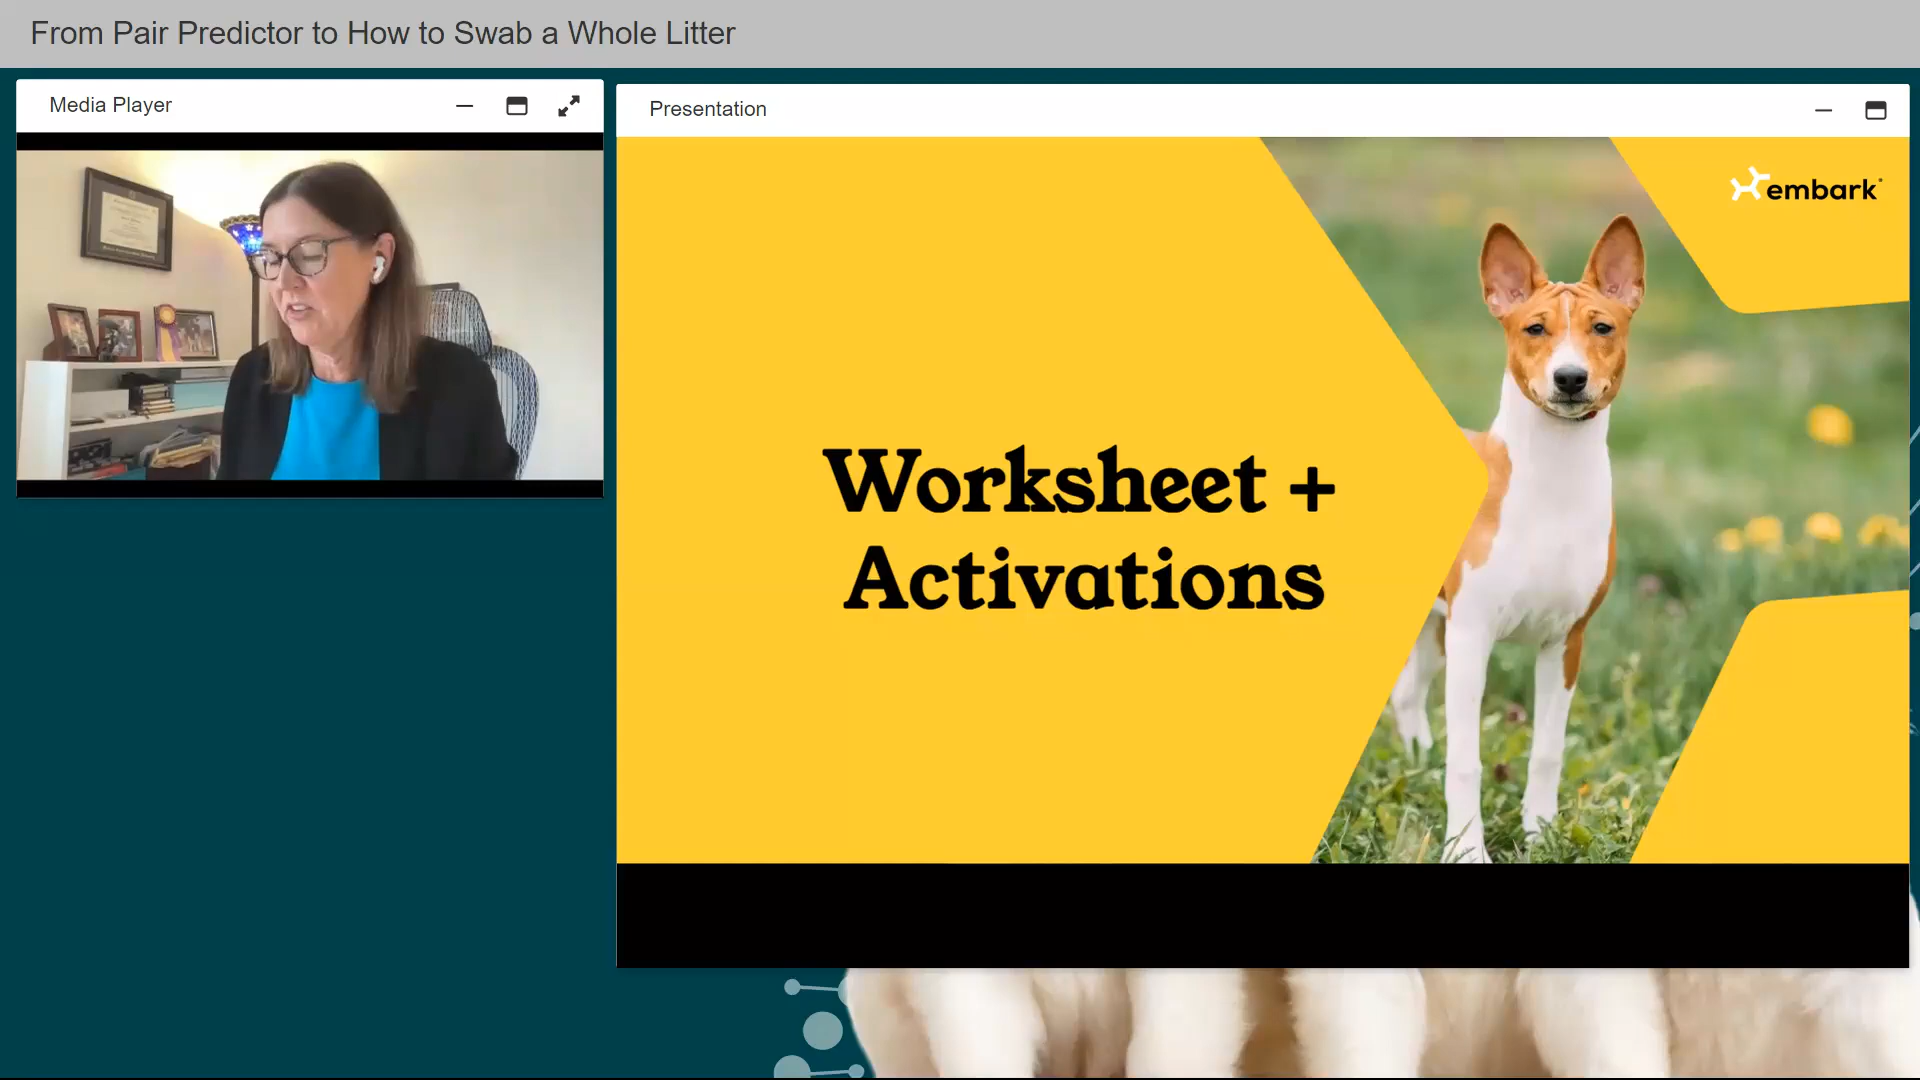 From Pair Predictor to How to Swab a Whole Litter
Media Player
Presentation
embark
Worksheet +
Activations